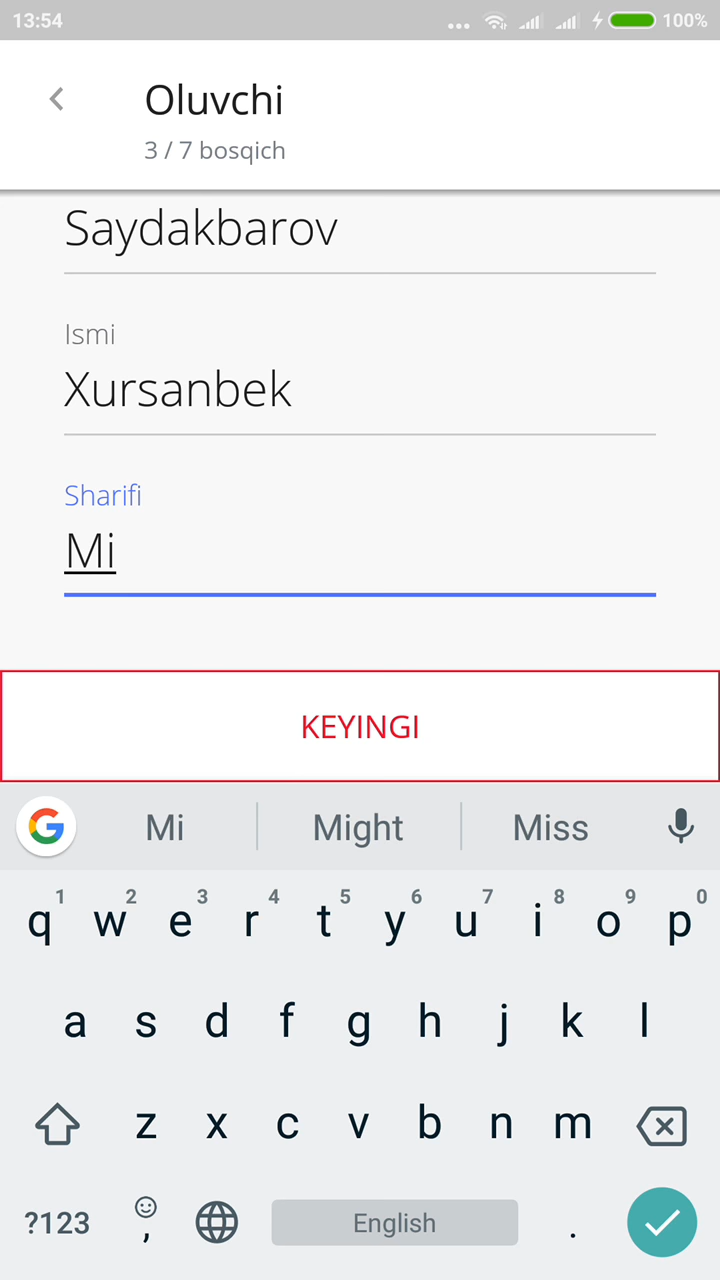 13:54
100%
Oluvchi
3 / 7 bosqich
Saydakbarov
Ismi
Xursanbek
Sharifi
Mi
KEYINGI
G Mi Might Miss
1 2 3 4 5 6 7 8 9 0
q w e r t y u i o p
a s d f g h j k l
z x c v b n m
?123 , English .